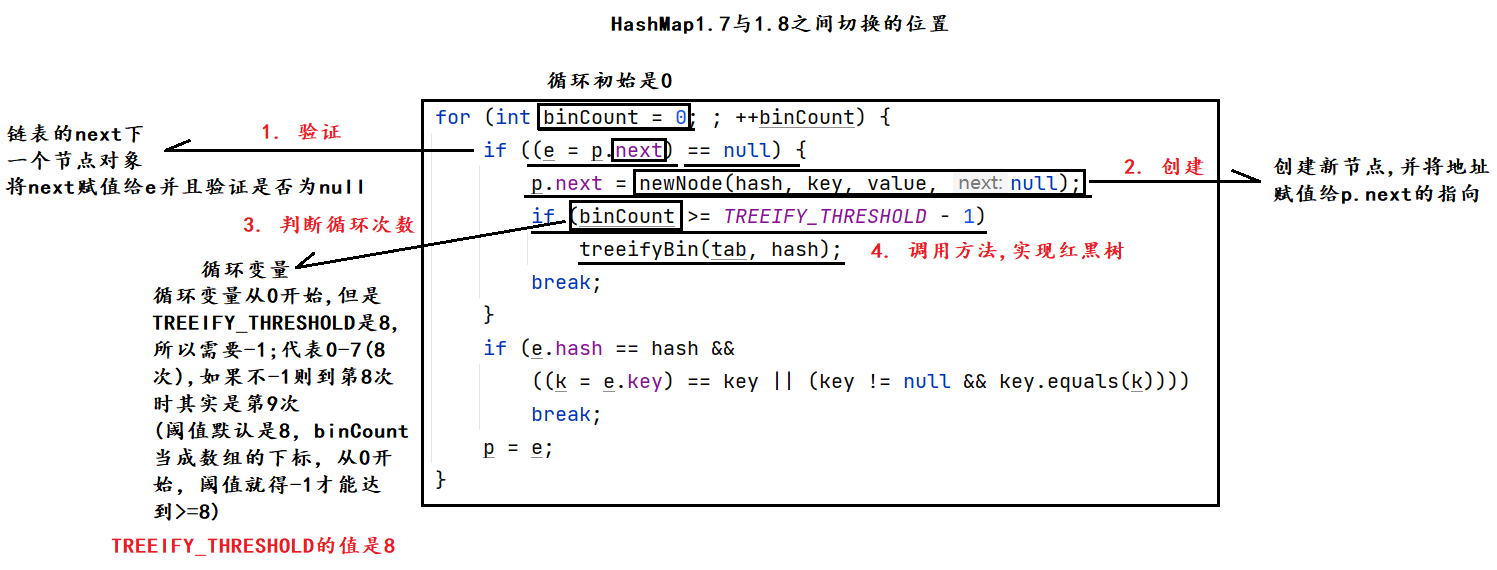 HashMap1.7与1.8之间切换的位置
循环初始是0
for (int binCount = 0; ; ++binCount) {
if ((e = p.next) == null) {
p.next = newNode(hash, key, value, next: null);
if (binCount >= TREEIFY_THRESHOLD - 1)
treeifyBin(tab, hash);
break;
}
if (e.hash == hash &&
((k = e.key) == key || (key != null && key.equals(k))))
break;
p = e;
}
1. 验证
链表的next下
一个节点对象
将next赋值给e并且验证是否为null
2. 创建
创建新节点,并将地址
赋值给p.next的指向
3. 判断循环次数
循环变量
循环变量从0开始,但是
TREEIFY_THRESHOLD是8,
所以需要-1;代表0-7(8
次),如果不-1则到第8次
时其实是第9次
(阈值默认是8, binCount
当成数组的下标, 从0开
始, 阈值就得-1才能达
到>=8)
TREEIFY_THRESHOLD的值是8
4. 调用方法,实现红黑树